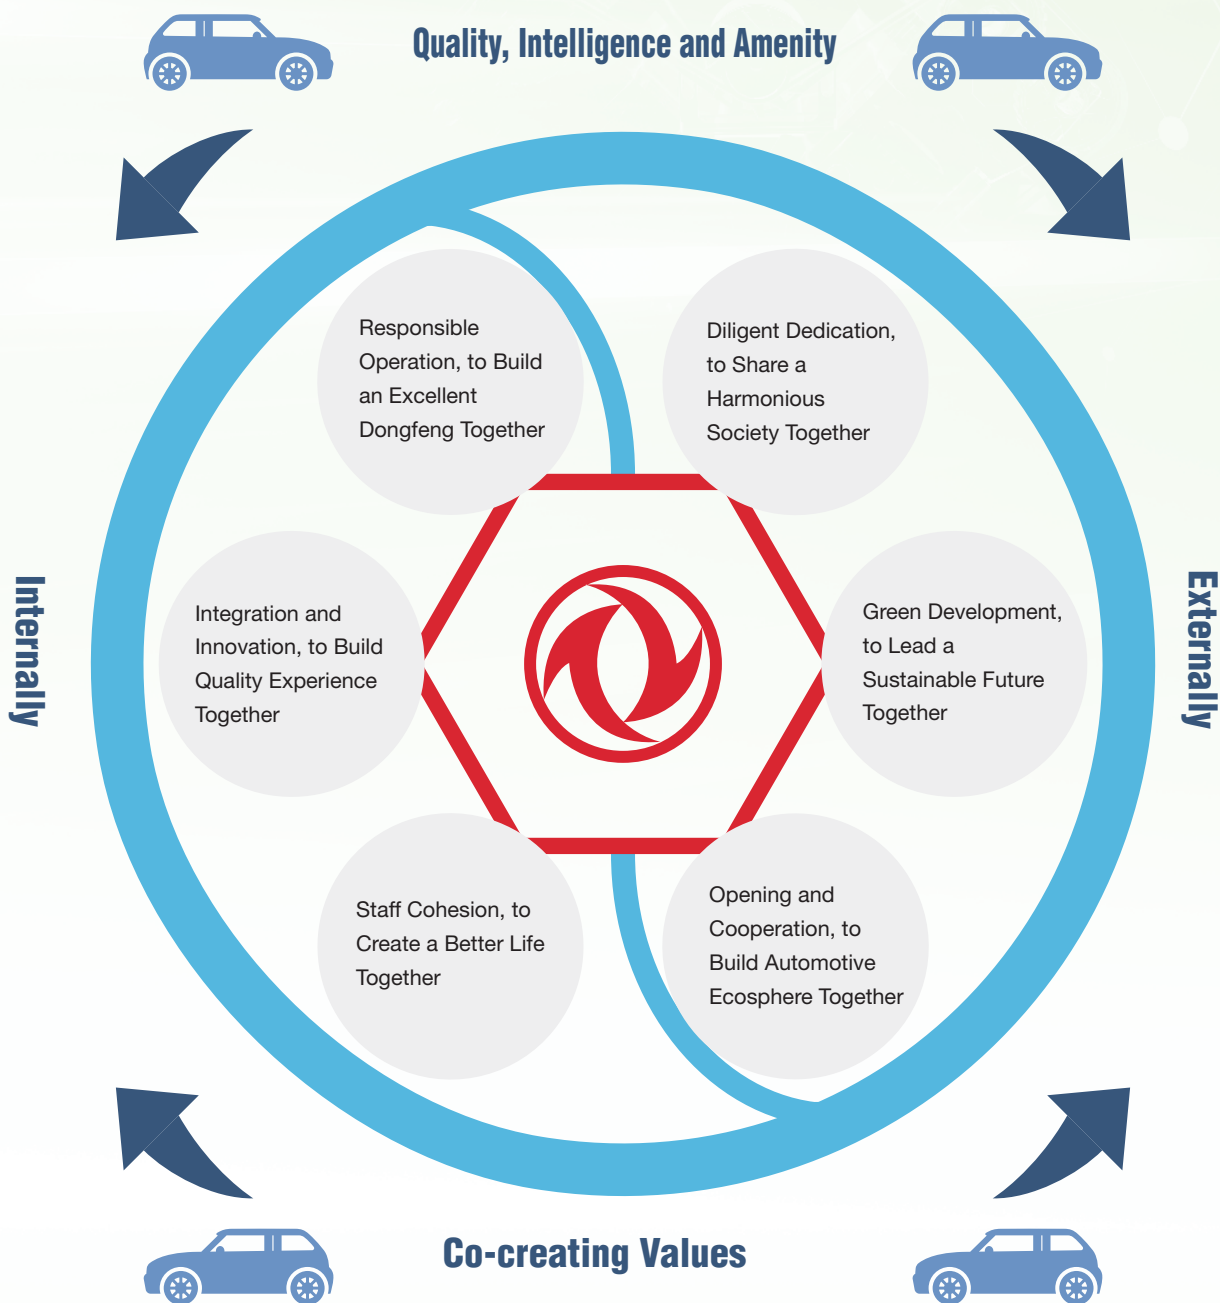 Quality, Intelligence and Amenity
Responsible
Operation, to Build
an Excellent
Dongfeng Together
Diligent Dedication,
to Share a
Harmonious
Society Together
Internally
Integration and
Innovation, to Build
Quality Experience
Together
Green Development,
to Lead a
Sustainable Future
Together
Externally
Staff Cohesion, to
Create a Better Life
Together
Opening and
Cooperation, to
Build Automotive
Ecosphere Together
Co-creating Values